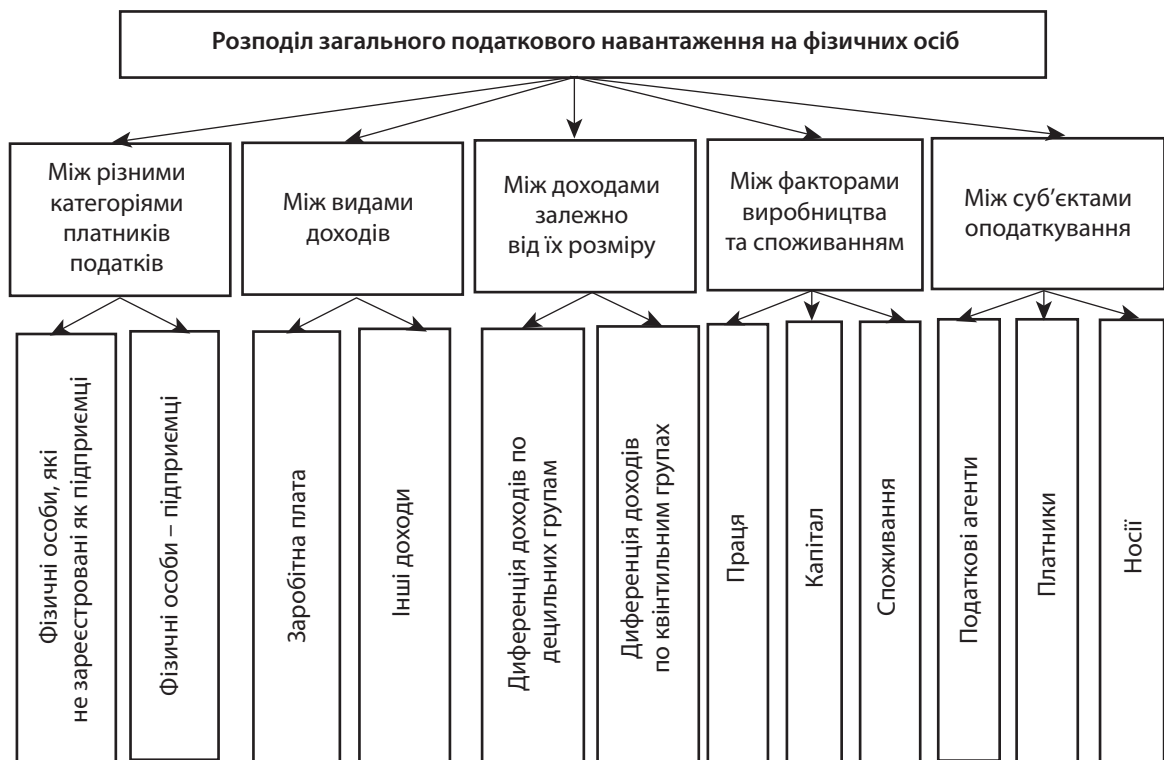 Розподіл загального податкового навантаження на фізичних осіб
Між різними
категоріями
платників
податків
Між видами
доходів
Між доходами
залежно
від їх розміру
Між факторами
виробництва
та споживанням
Між суб’єктами
оподаткування
Фізичні особи, які
не зареєстровані як підприємці
Фізичні особи – підприємці
Заробітна плата
Інші доходи
Диференція доходів по
децильних групам
Диференція доходів
по квінтильним групах
Праця
Капітал
Споживання
Податкові агенти
Платники
Носії